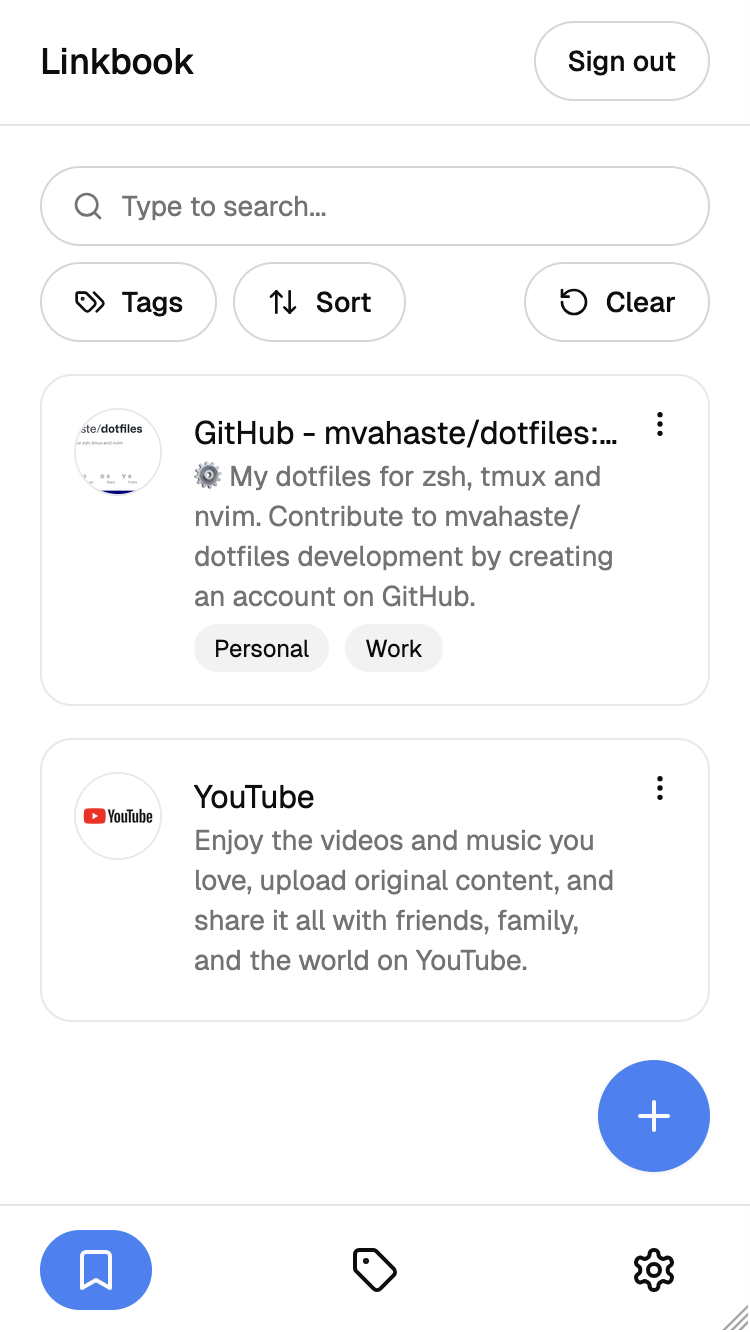 Linkbook
Sign out
Type to search...
Tags
Sort
Clear
ste/dotfiles
GitHub - mvahaste/dotfiles:...
⚙️ My dotfiles for zsh, tmux and
nvim. Contribute to mvahaste/
dotfiles development by creating
an account on GitHub.
Personal
Work
YouTube
YouTube
Enjoy the videos and music you
love, upload original content, and
share it all with friends, family,
and the world on YouTube.